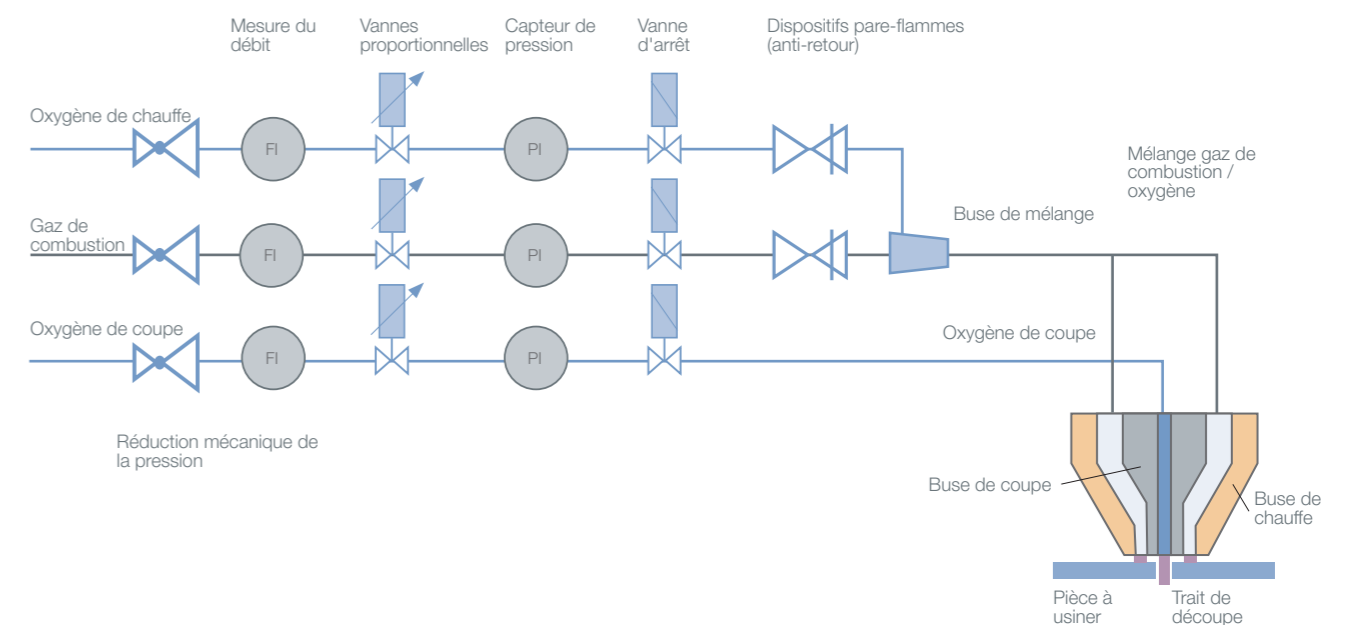 Mesure du
débit
Vannes
proportionnelles
Capteur de
pression
Vanne
d'arrêt
Dispositifs pare-flammes
(anti-retour)
Oxygène de chauffe
FI
PI
Mélange gaz de
combustion /
oxygène
Gaz de
combustion
FI
PI
Buse de mélange
Oxygène de coupe
FI
PI
Oxygène de coupe
Réduction mécanique de
la pression
Buse de coupe
Buse de
chauffe
Pièce à
usiner
Trait de
découpe